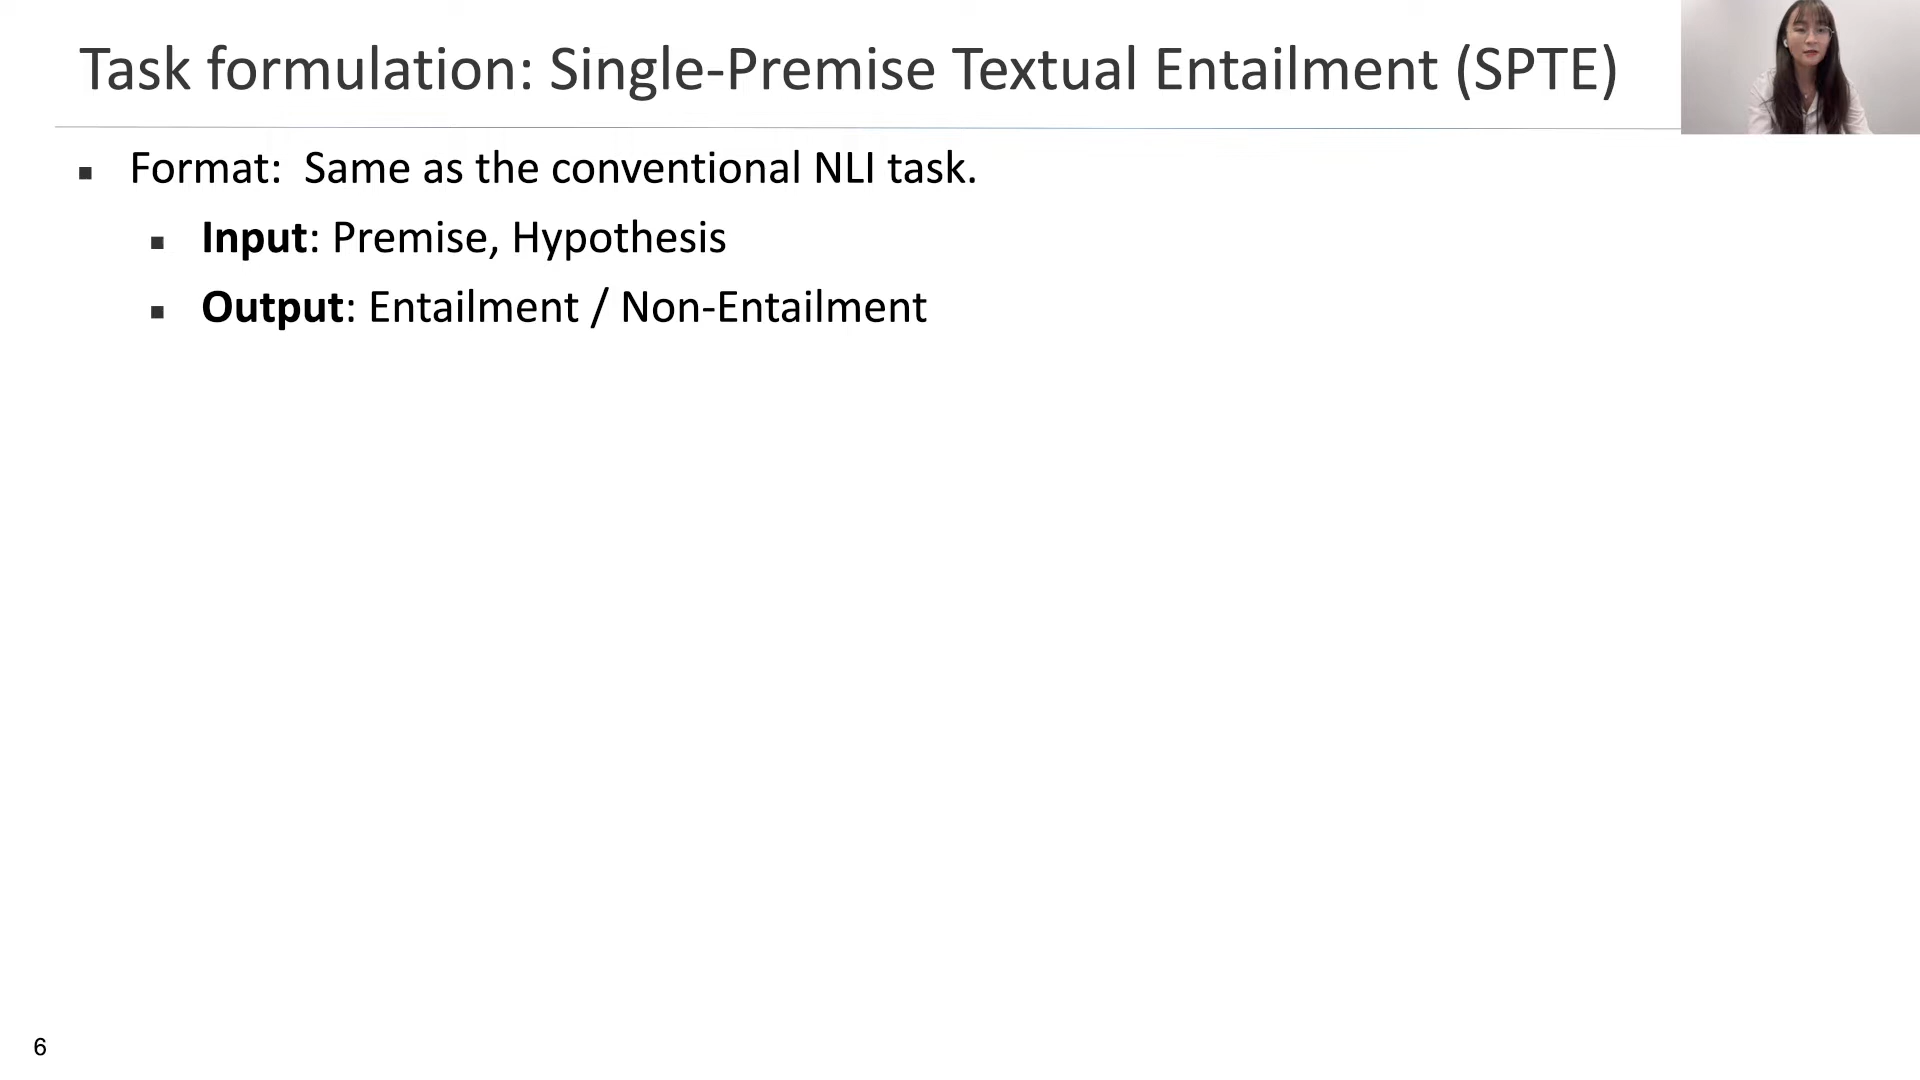 Task formulation: Single-Premise Textual Entailment (SPTE)
Format: Same as the conventional NLI task.
Input: Premise, Hypothesis
Output: Entailment / Non-Entailment
6